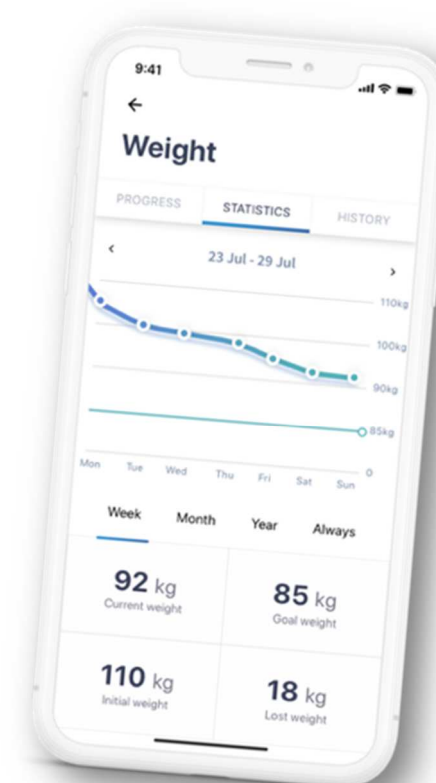 9:41
Weight
PROGRESS STATISTICS HISTORY
23 Jul - 29 Jul
110kg
100kg
90kg
85kg
0
Mon Tue Wed Thu Fri Sat Sun
Week Month Year Always
92 kg 85 kg
Current weight Goal weight
110 kg 18 kg
Initial weight Lost weight